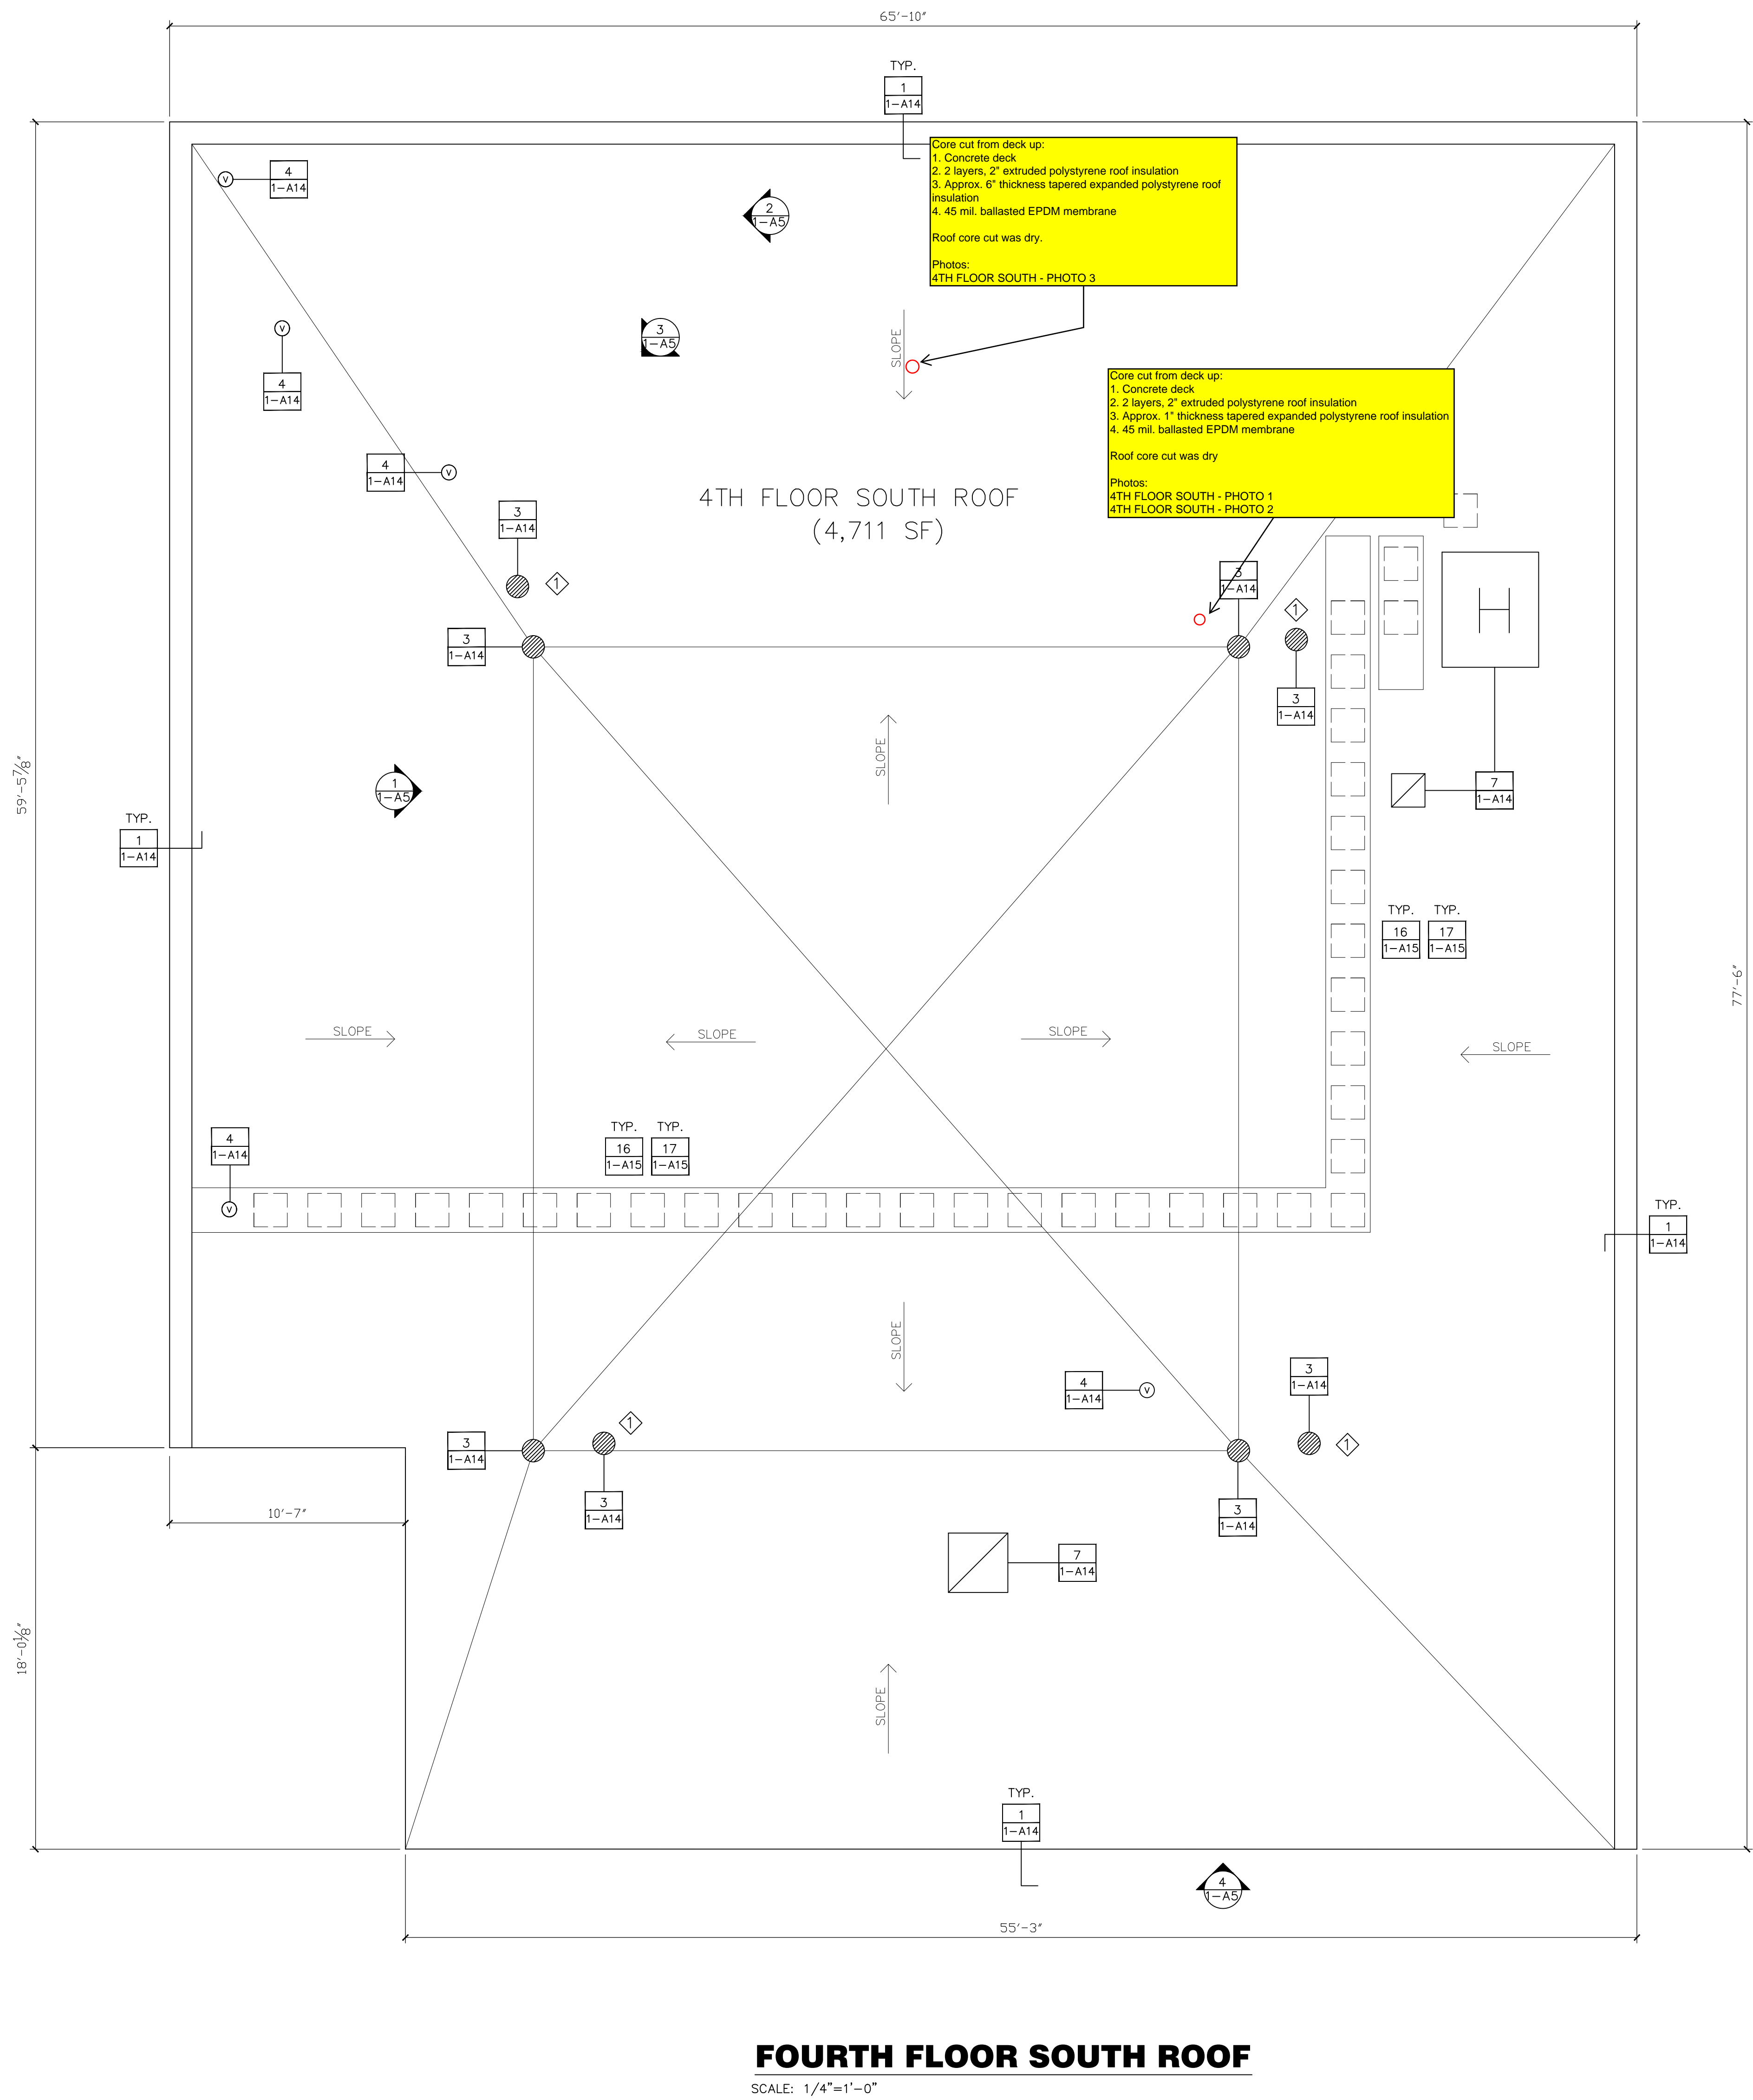 65'-10"
TYP.
1
1-A14
Core cut from deck up:
1. Concrete deck
2. 2 layers, 2" extruded polystyrene roof insulation
3. Approx. 6" thickness tapered expanded polystyrene roof
insulation
4. 45 mil. ballasted EPDM membrane
Roof core cut was dry.
Photos:
4TH FLOOR SOUTH - PHOTO 3
V
4
1-A14
2
1-A5
V
4
1-A14
3
1-A5
SLOPE
Core cut from deck up:
1. Concrete deck
2. 2 layers, 2" extruded polystyrene roof insulation
3. Approx. 1" thickness tapered expanded polystyrene roof insulation
4. 45 mil. ballasted EPDM membrane
Roof core cut was dry
Photos:
4TH FLOOR SOUTH - PHOTO 1
4TH FLOOR SOUTH - PHOTO 2
4
1-A14
V
4TH FLOOR SOUTH ROOF
(4,711 SF)
3
1-A14
1
3
1-A14
1
H
3
1-A14
3
1-A14
SLOPE
59'-5 7/8"
1
1-A5
7
1-A14
TYP.
1
1-A14
TYP. TYP.
16 17
1-A15 1-A15
77'-6"
SLOPE
SLOPE
SLOPE
SLOPE
4
1-A14
V
TYP. TYP.
16 17
1-A15 1-A15
TYP.
1
1-A14
SLOPE
4
1-A14
V
3
1-A14
1
3
1-A14
1
3
1-A14
3
1-A14
10'-7"
7
1-A14
18'-0 1/8"
SLOPE
TYP.
1
1-A14
4
1-A5
55'-3"
FOURTH FLOOR SOUTH ROOF
SCALE: 1/4"=1'-0"